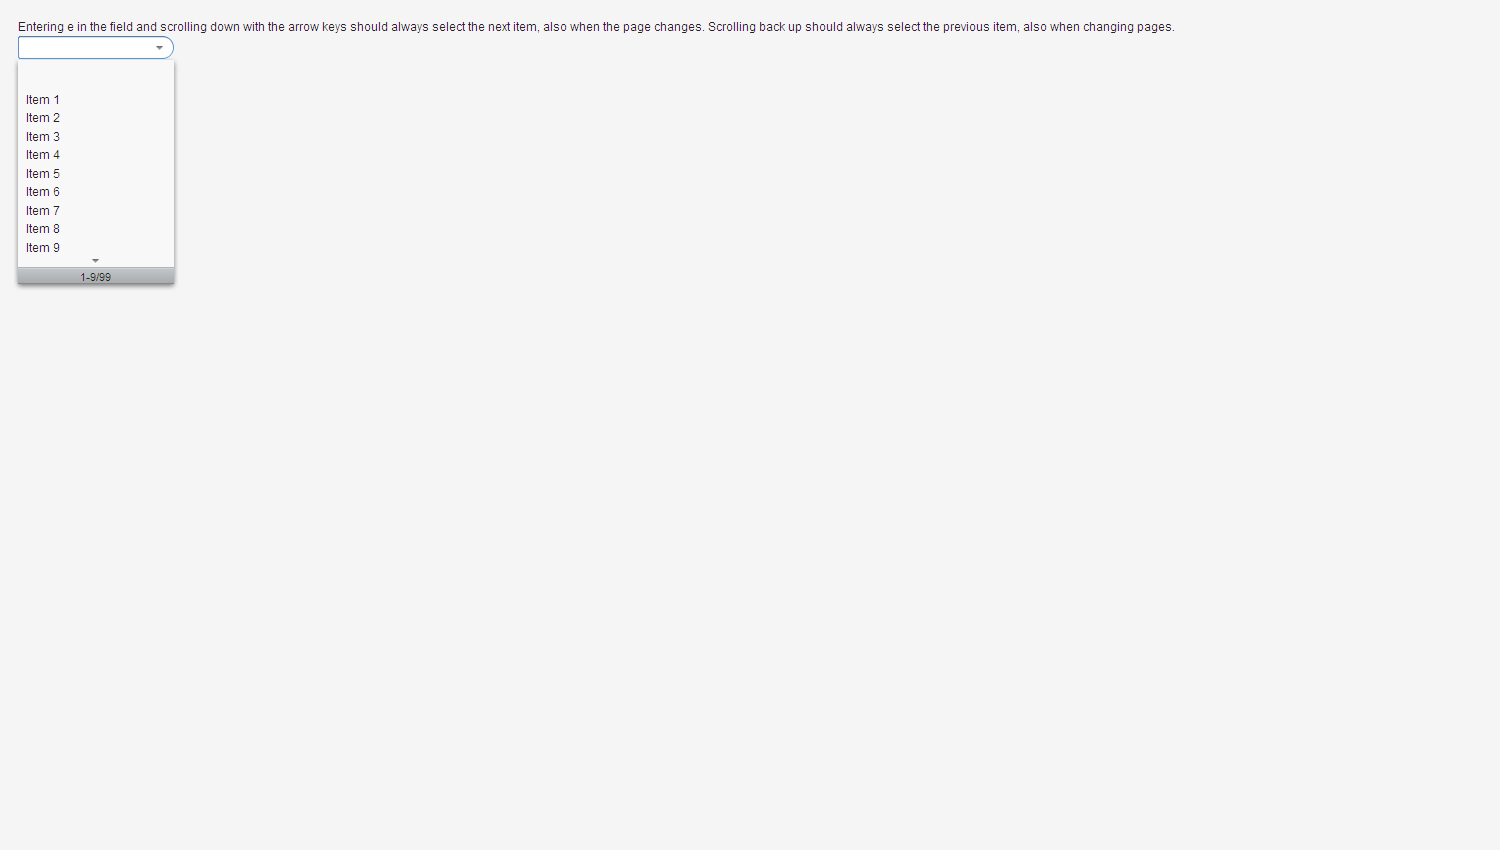 Entering e in the field and scrolling down with the arrow keys should always select the next item, also when the page changes. Scrolling back up should always select the previous item, also when changing pages.
Item 1
Item 2
Item 3
Item 4
Item 5
Item 6
Item 7
Item 8
Item 9
1-9/99